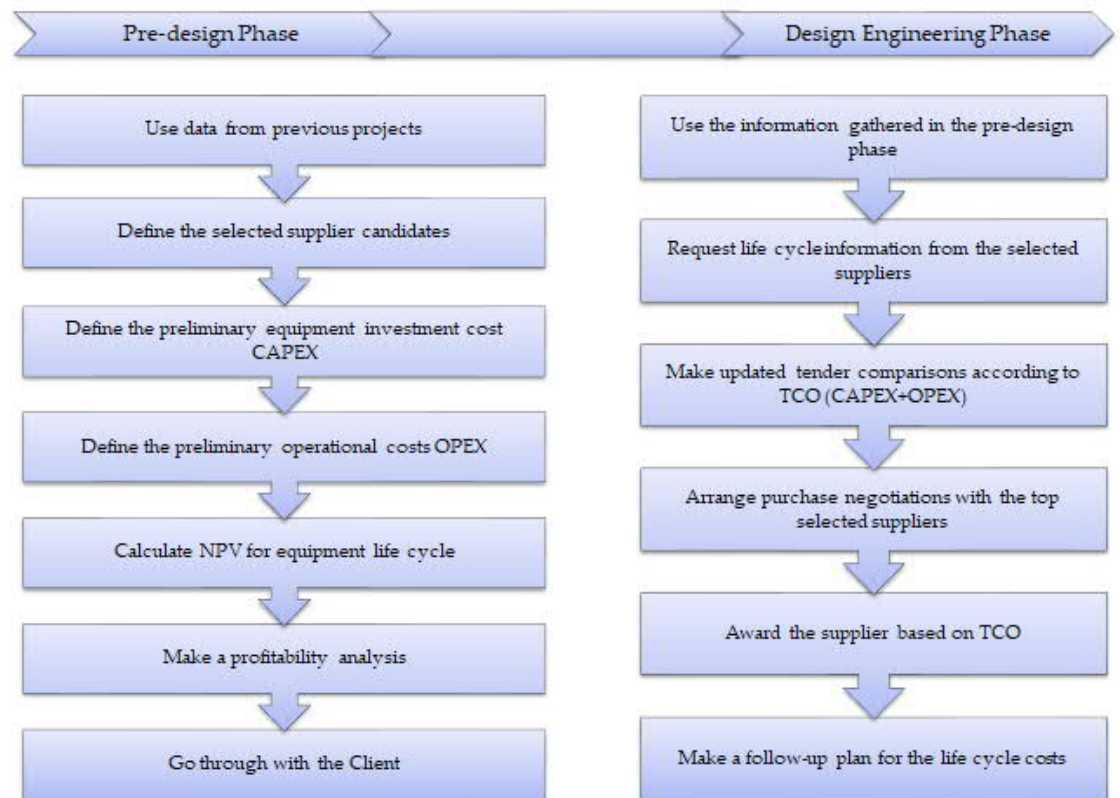 Pre-design Phase
Design Engineering Phase
Use data from previous projects
Define the selected supplier candidates
Define the preliminary equipment investment cost
CAPEX
Define the preliminary operational costs OPEX
Calculate NPV for equipment life cycle
Make a profitability analysis
Go through with the Client
Use the information gathered in the pre-design
phase
Request life cycleinformation from the selected
suppliers
Make updated tender comparisons according to
TCO (CAPEX+OPEX)
Arrange purchase negotiations with the top
selected suppliers
Award the supplier based on TCO
Make a follow-up plan for the life cycle costs